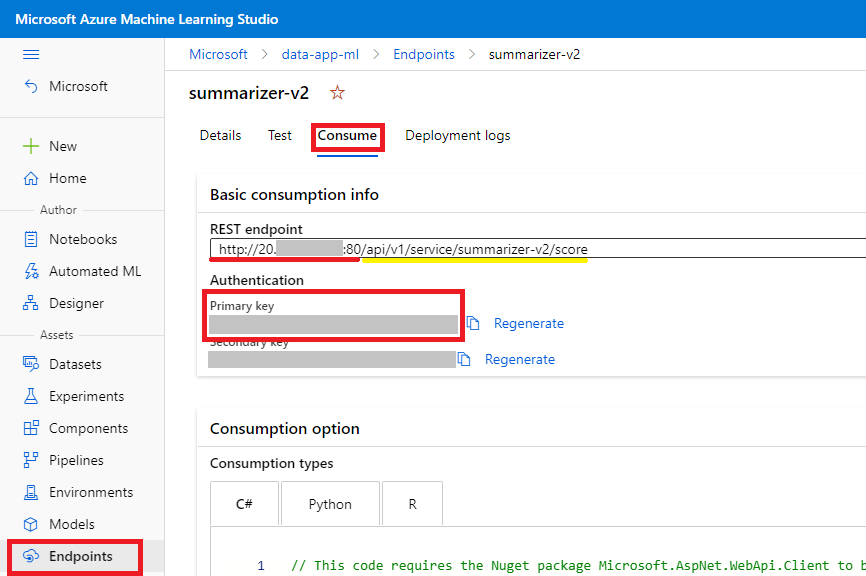 Microsoft Azure Machine Learning Studio
Microsoft > data-app-ml > Endpoints > summarizer-v2
Microsoft
summarizer-v2
Details Test Consume Deployment logs
New
Home
Author
Notebooks
Automated ML
Designer
Assets
Datasets
Experiments
Components
Pipelines
Environments
Models
Endpoints
Basic consumption info
REST endpoint
http://20. :80/api/v1/service/summarizer-v2/score
Authentication
Primary key
Regenerate
Secondary key
Regenerate
Consumption option
Consumption types
C# Python R
1 // This code requires the Nuget package Microsoft.AspNet.WebApi.Client to b